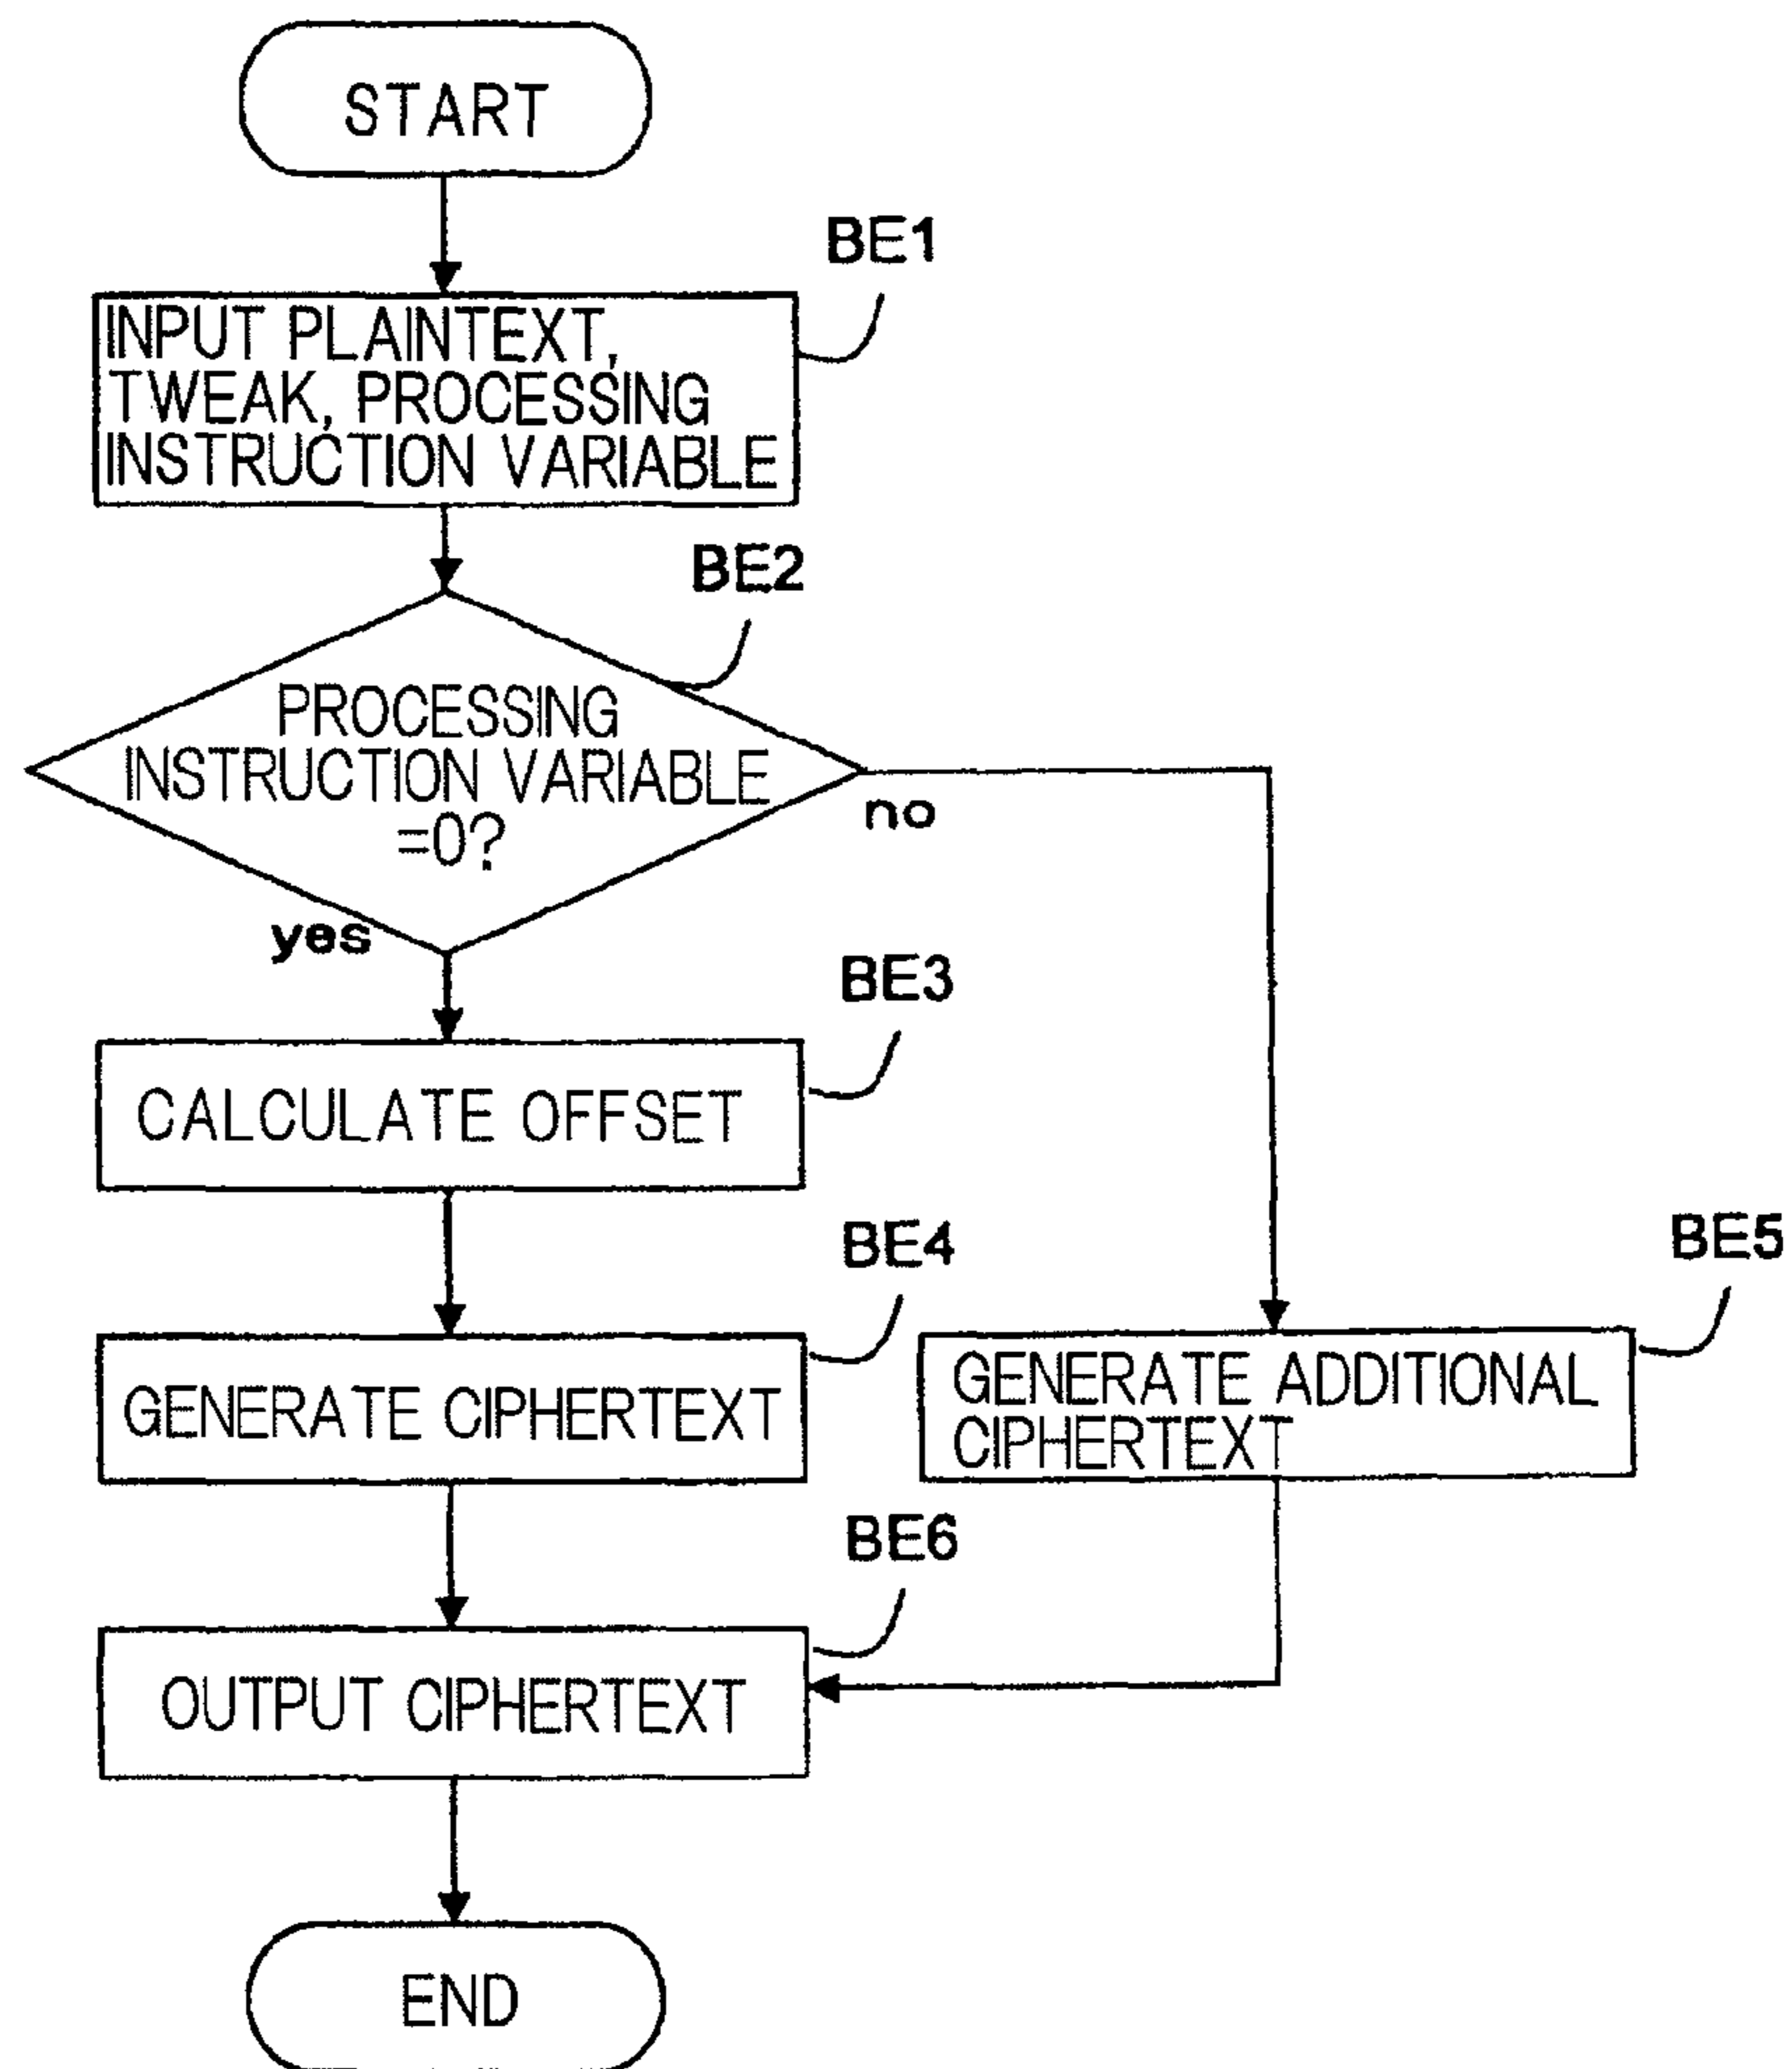 START
BE1
INPUT PLAINTEXT,
TWEAK, PROCESSING
INSTRUCTION VARIABLE
BE2
PROCESSING
INSTRUCTION VARIABLE
=0?
no
yes
BE3
CALCULATE OFFSET
BE4
GENERATE CIPHERTEXT
BE5
GENERATE ADDITIONAL
CIPHERTEXT
BE6
OUTPUT CIPHERTEXT
END